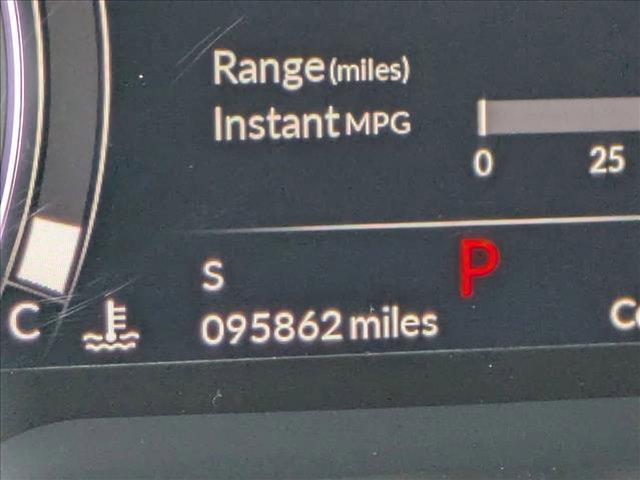 Range (miles)
Instant MPG
0 25
S P
C 095862 miles